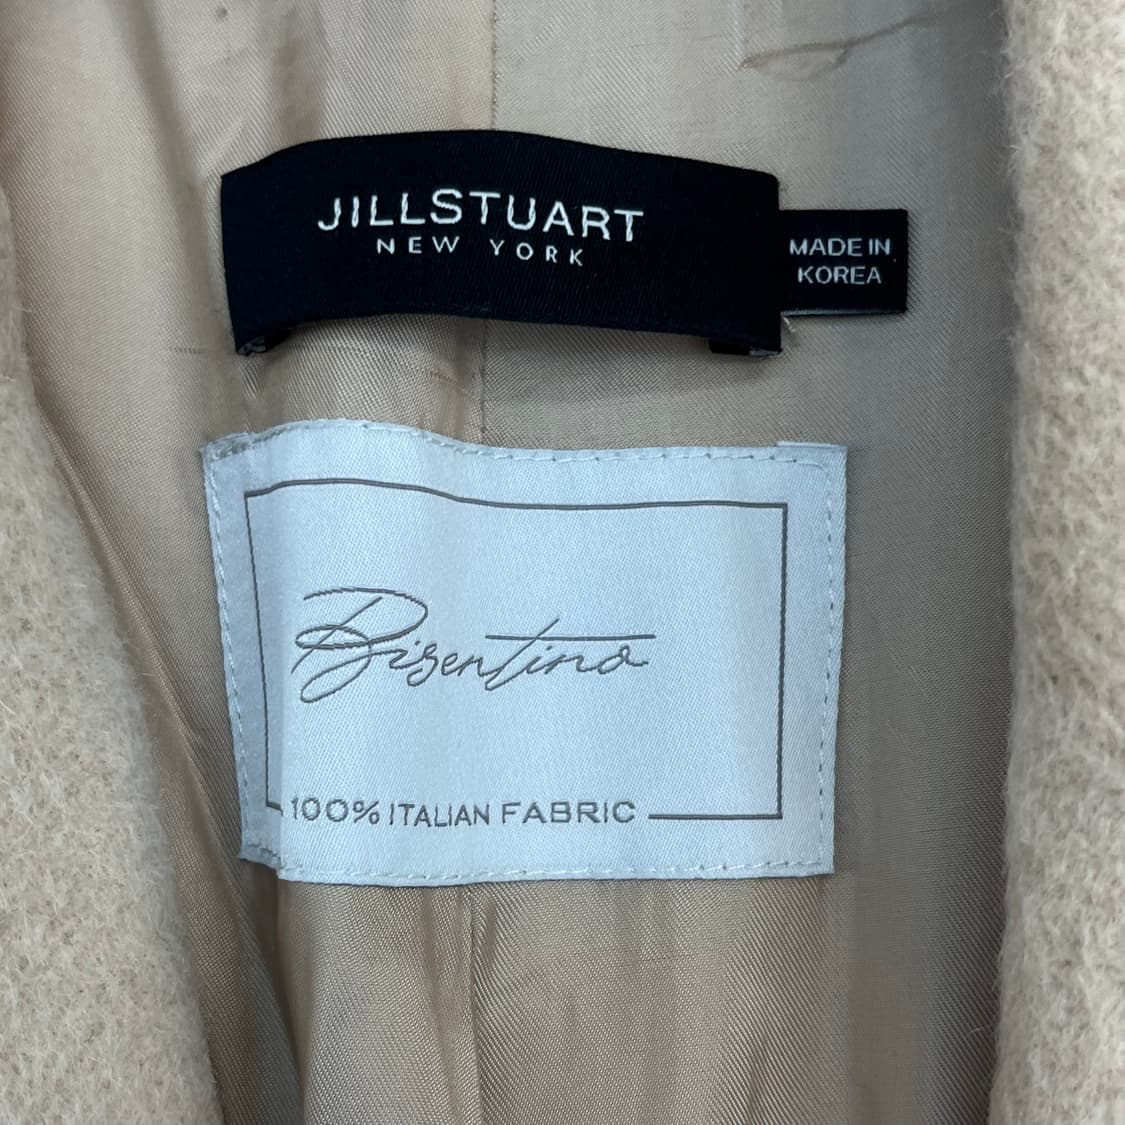 JILLSTUART
NEW YORK
MADE IN
KOREA
Bisentino
100% ITALIAN FABRIC